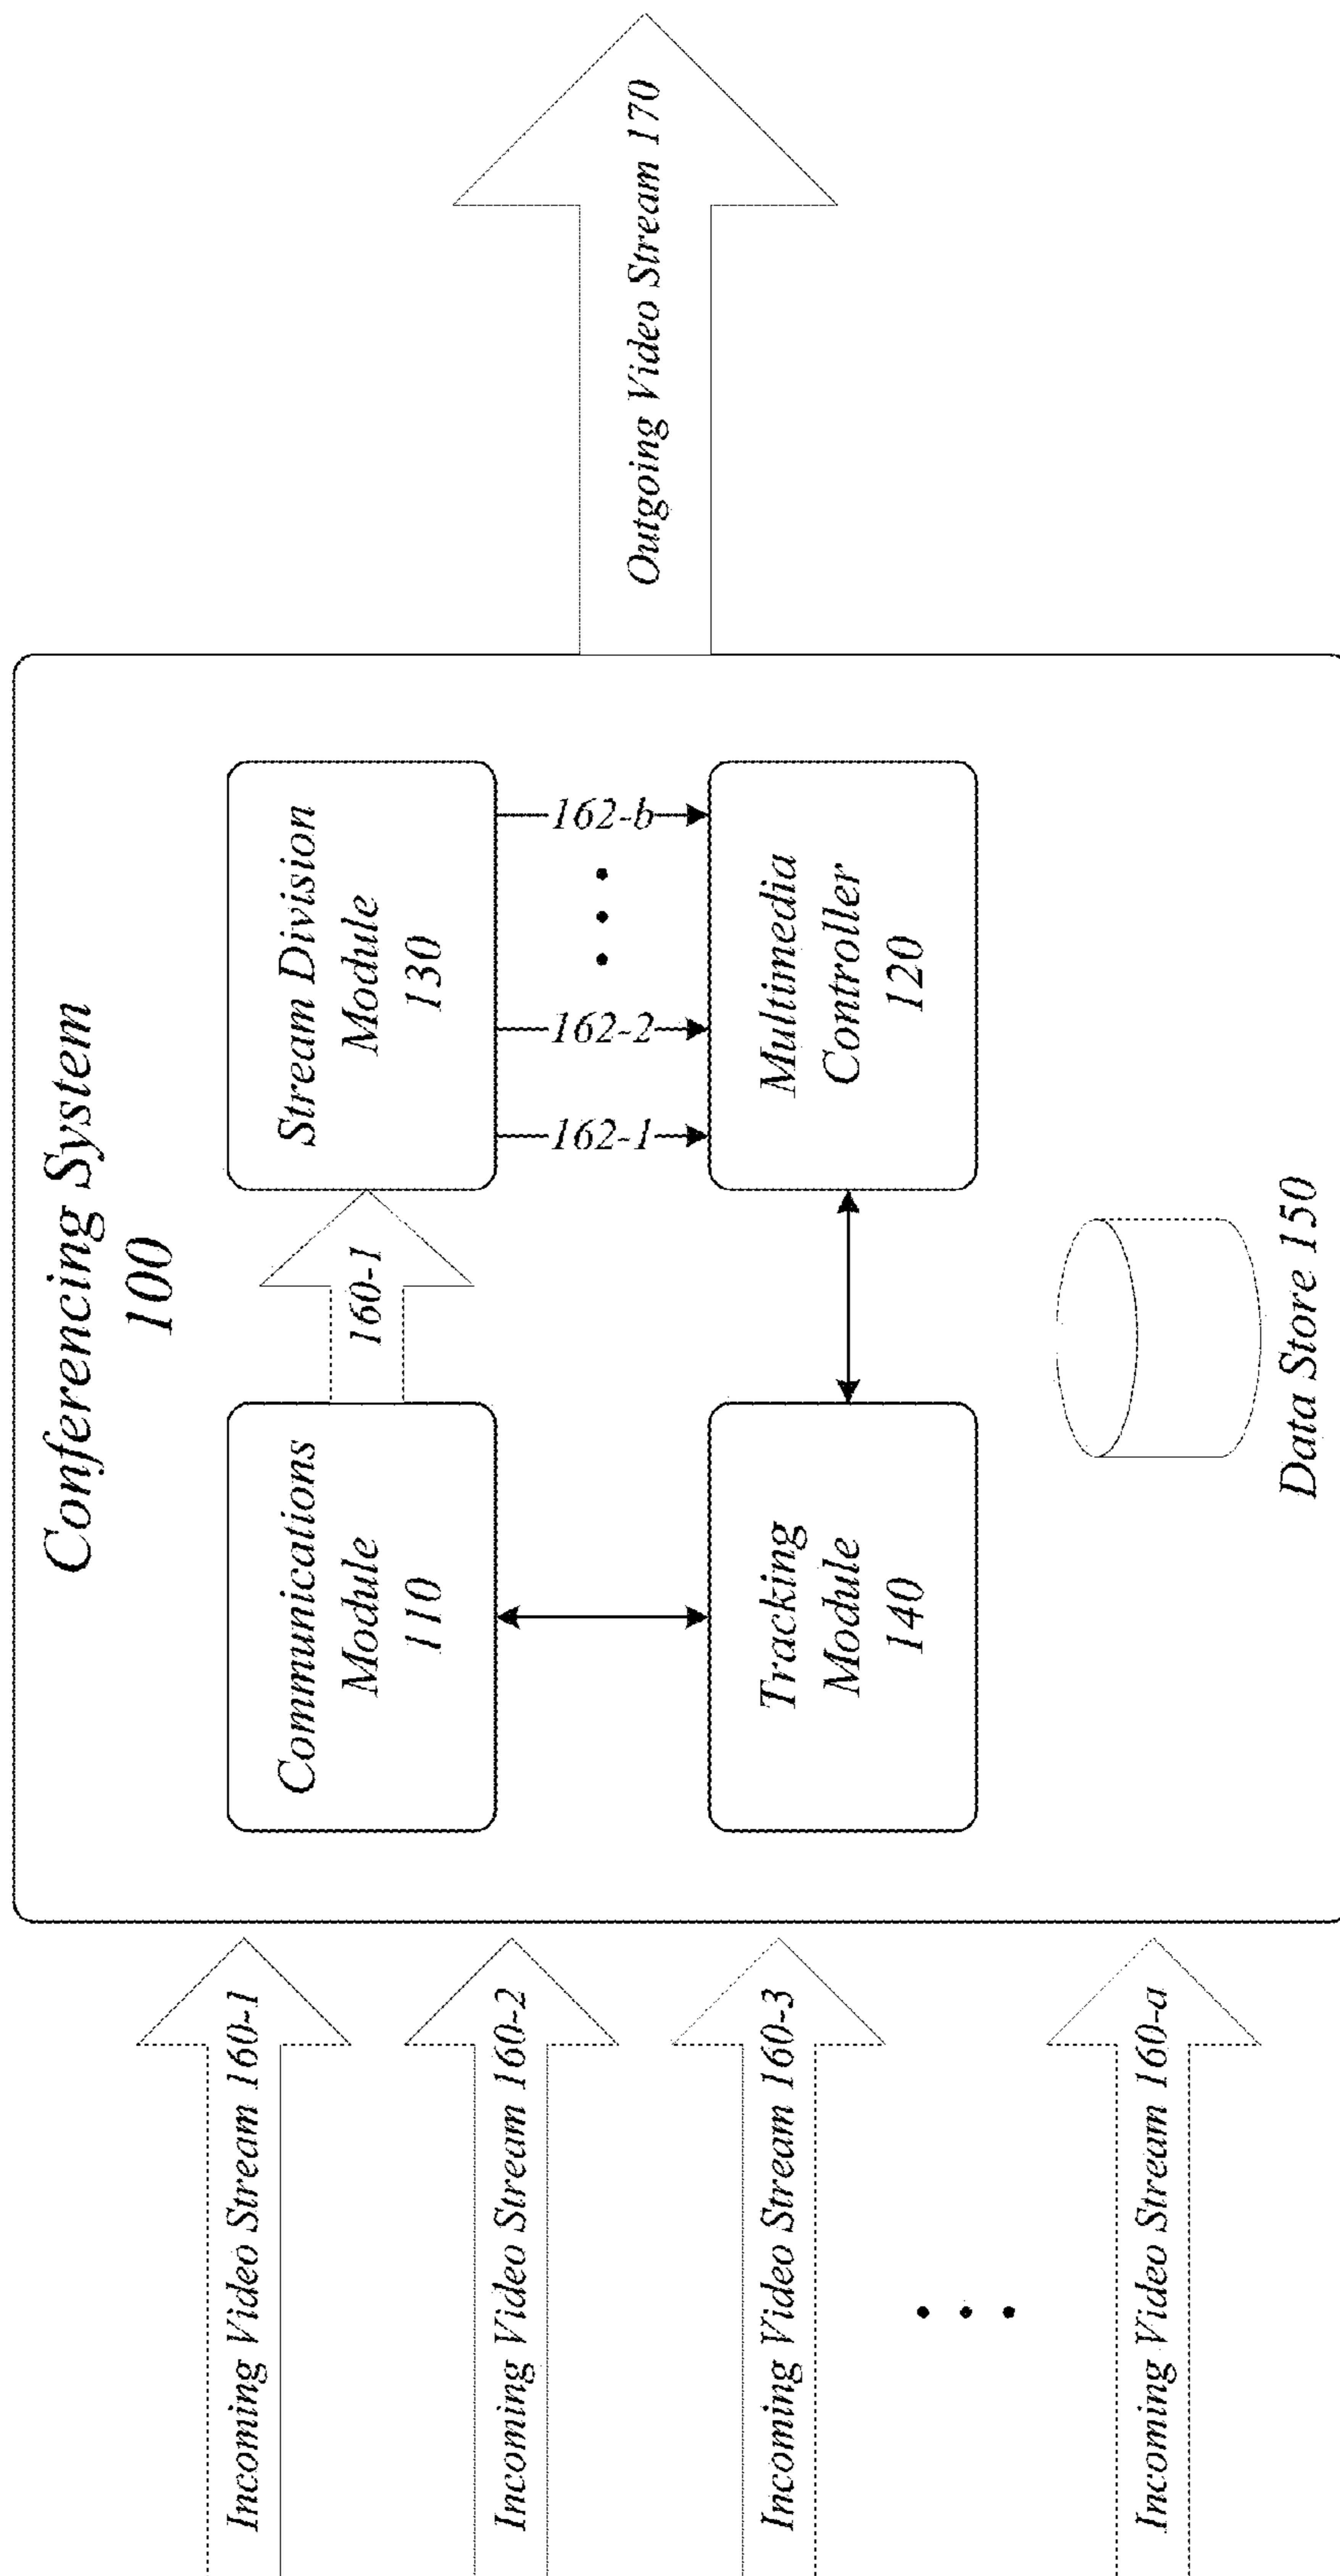 Conferencing System
100
Incoming Video Stream 160-1
Incoming Video Stream 160-2
Incoming Video Stream 160-3
Incoming Video Stream 160-a
Communications
Module
110
160-1
Stream Division
Module
130
162-1
162-2
162-b
Tracking
Module
140
Multimedia
Controller
120
Data Store 150
Outgoing Video Stream 170